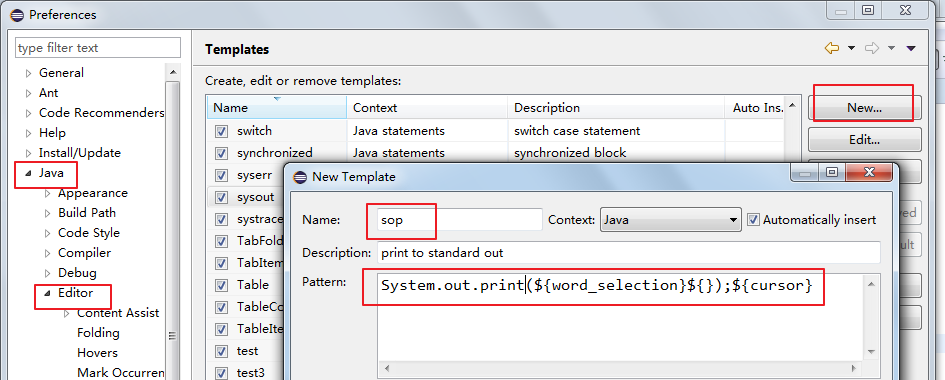 Preferences
type filter text
General
Ant
Code Recommenders
Help
Install/Update
Java
Appearance
Build Path
Code Style
Compiler
Debug
Editor
Content Assist
Folding
Hovers
Mark Occurren
Templates
Create, edit or remove templates:
Name Context Description Auto Ins...
switch Java statements switch case statement
synchronized Java statements synchronized block
syserr
sysout
systrace
TabFold
TabItem
Table
TableCo
TableIte
test
test3
New...
Edit...
New Template
Name: sop Context: Java Automatically insert
Description: print to standard out
Pattern: System.out.print(${word_selection}${});${cursor}